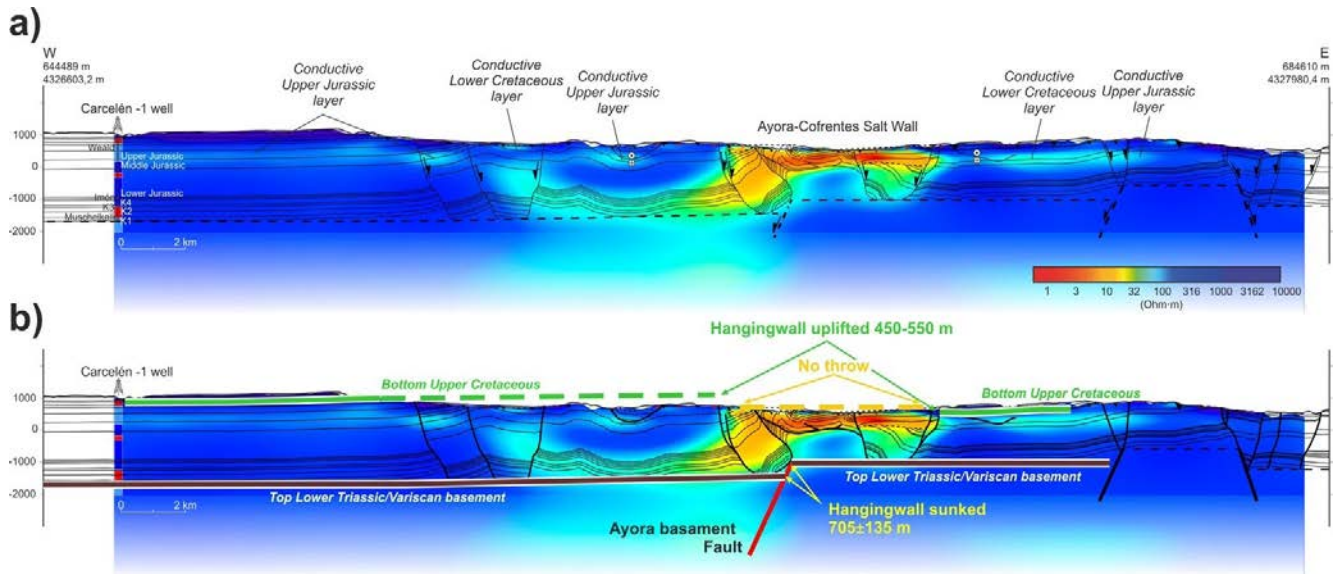 a)
W
644489 m
4326603,2 m
E
684610 m
4327980,4 m
Conductive
Upper Jurassic
layer
Conductive
Lower Cretaceous
layer
Conductive
Upper Jurassic
layer
Conductive
Lower Cretaceous
layer
Conductive
Upper Jurassic
layer
Carcelén -1 well
Ayora-Cofrentes Salt Wall
1000
0
-1000
-2000
Weald
Upper Jurassic
Middle Jurassic
Lower Jurassic
Imón
K4
K3
K2
Muschelkalk
K1
0 2 km
1 3 10 32 100 316 1000 3162 10000
(Ohm·m)
b)
Hangingwall uplifted 450-550 m
No throw
Carcelén -1 well
Bottom Upper Cretaceous
Bottom Upper Cretaceous
1000
0
-1000
-2000
Top Lower Triassic/Variscan basement
Top Lower Triassic/Variscan basement
0 2 km
Hangingwall sunked
705±135 m
Ayora basament
Fault